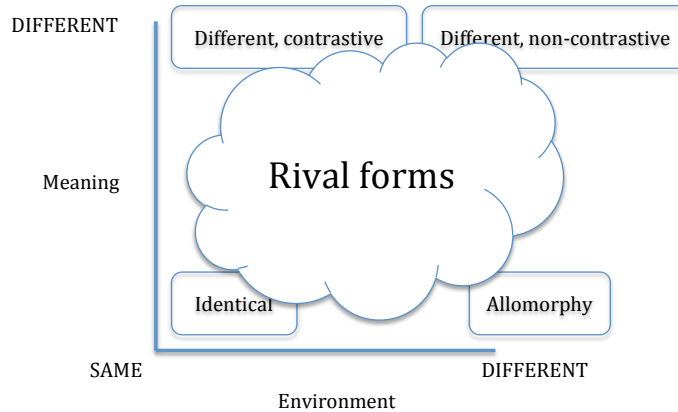 DIFFERENT
Different, contrastive
Different, non-contrastive
Meaning
Rival forms
Identical
Allomorphy
SAME
DIFFERENT
Environment